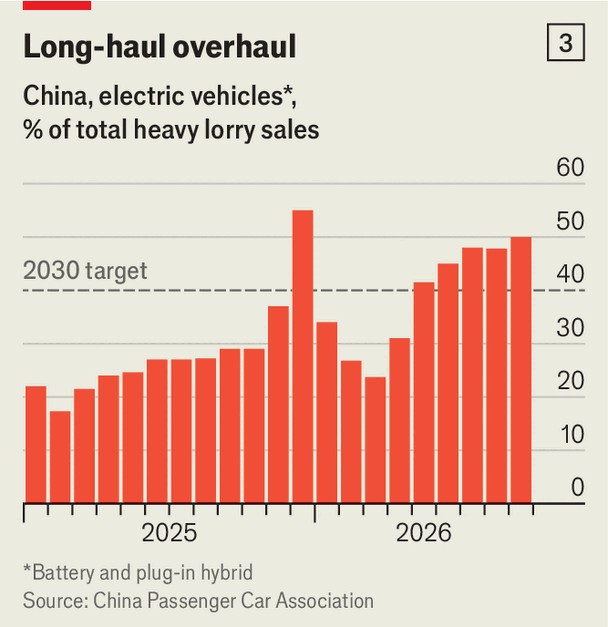 Long-haul overhaul
3
China, electric vehicles*,
% of total heavy lorry sales
60
50
2030 target
40
30
20
10
0
2025
2026
*Battery and plug-in hybrid
Source: China Passenger Car Association